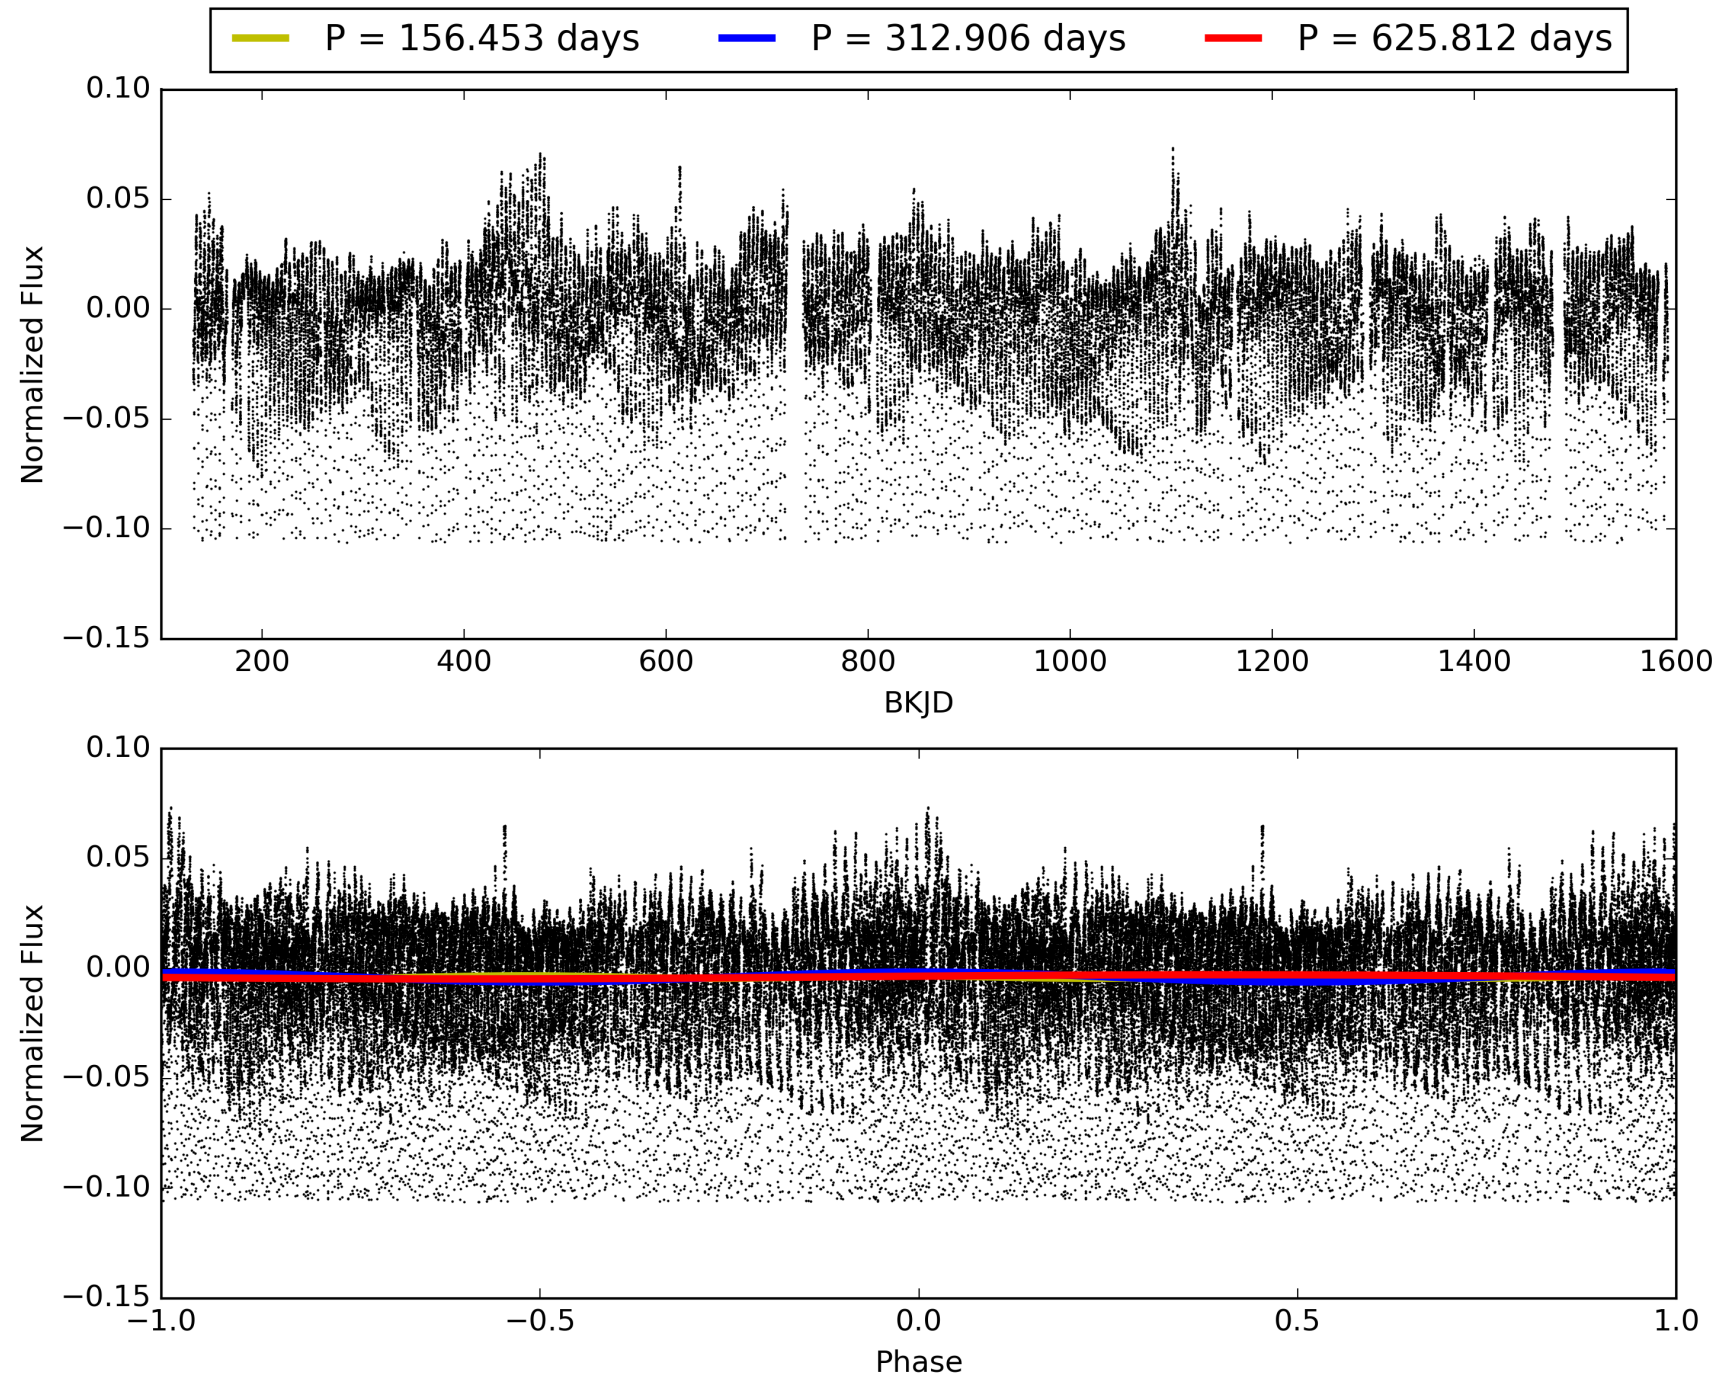 P = 156.453 days P = 312.906 days P = 625.812 days
0.10
0.05
0.00
−0.05
−0.10
−0.15
Normalized Flux
200 400 600 800 1000 1200 1400 1600
BKJD
0.10
0.05
0.00
−0.05
−0.10
−0.15
Normalized Flux
−1.0 −0.5 0.0 0.5 1.0
Phase